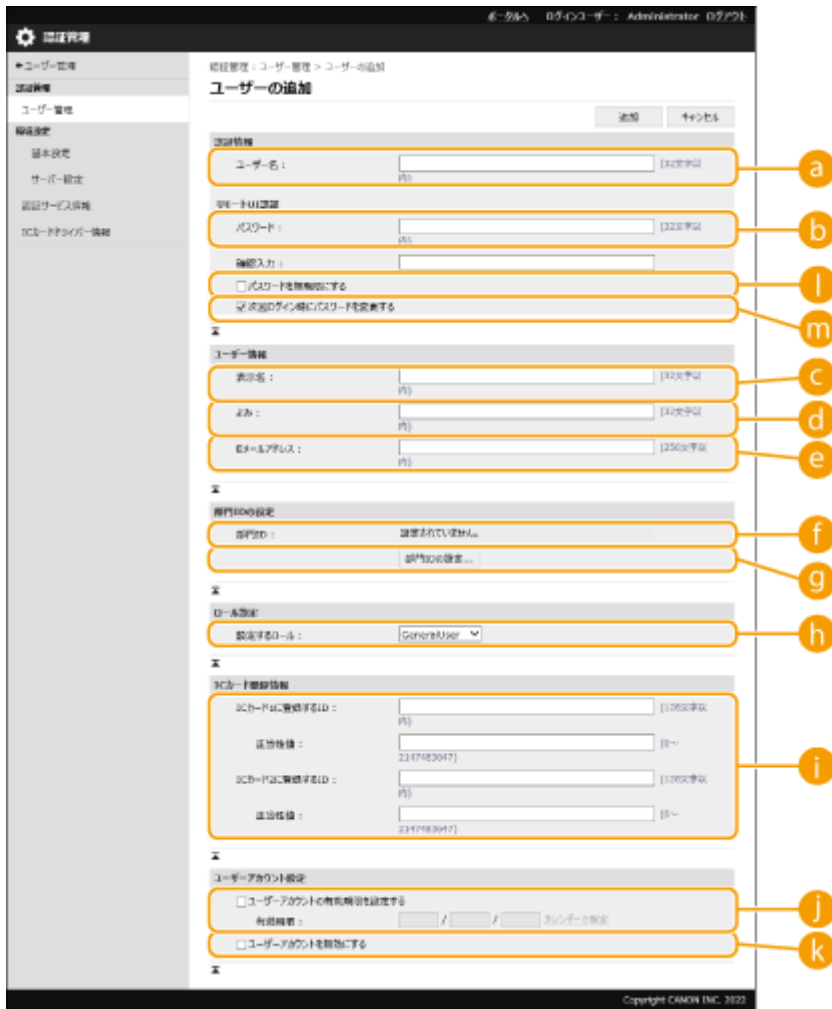 ポータルへ ログインユーザー： Administrator ログアウト
認証管理
ユーザー管理
認証管理：ユーザー管理 > ユーザーの追加
認証管理
ユーザーの追加
ユーザー管理
環境設定
基本設定
サーバー設定
認証サービス情報
ICカードドライバー情報
追加 キャンセル
認証情報
ユーザー名： [32文字以
内]
a
リモートUI認証
パスワード： [32文字以
内]
b
確認入力：
パスワードを無期限にする
l
次回ログイン時にパスワードを変更する
m
ユーザー情報
表示名： [32文字以
内]
c
よみ： [32文字以
内]
d
Eメールアドレス： [256文字以
内]
e
部門IDの設定
部門ID： 設定されていません。
f
部門IDの設定...
g
ロール設定
設定するロール： GeneralUser
h
ICカード登録情報
ICカード1に登録するID： [128文字以
内]
正当性値： [0～
2147483647]
ICカード2に登録するID： [128文字以
内]
正当性値： [0～
2147483647]
i
ユーザーアカウント設定
ユーザーアカウントの有効期限を設定する
有効期限： / / カレンダーで指定
j
ユーザーアカウントを無効にする
k
Copyright CANON INC. 2022